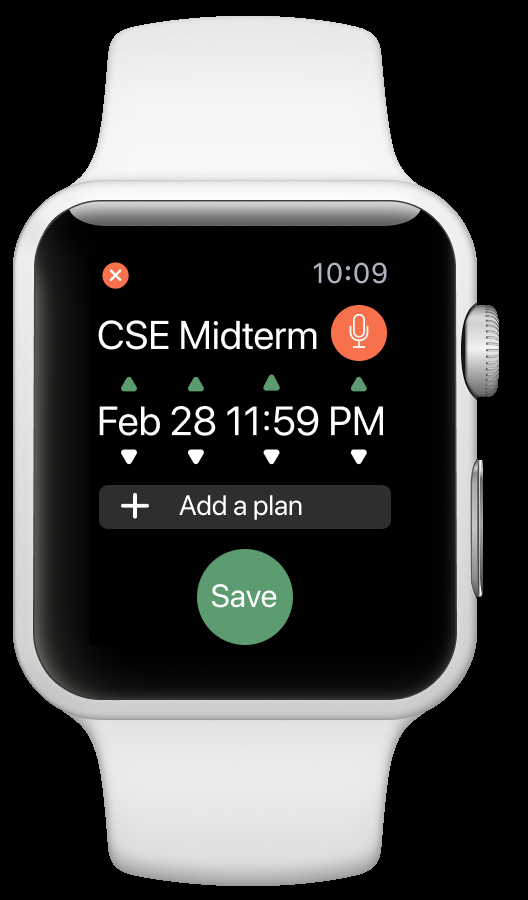 10:09
CSE Midterm
Feb 28 11:59 PM
Add a plan
Save